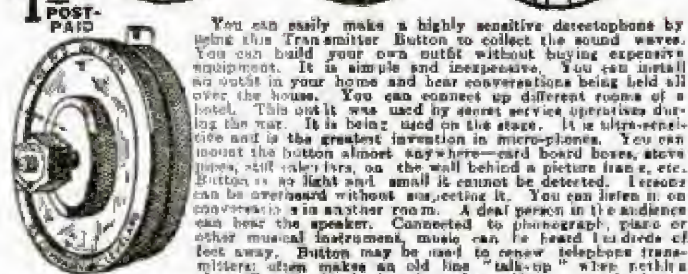 POST-
PAID
You can easily make a highly sensitive detectophone by
using this Transmitter Button to collect the sound waves.
You can build your own outfit without buying expensive
equipment. It is simple and inexpensive. You can install
an outfit in your home and hear conversations being held all
over the house. You can connect up different rooms of a
hotel. This outfit was used by secret service operatives dur-
ing the war. It is being used on the stage. It is ultra-sensi-
tive and is the greatest invention in micro-phones. You can
mount the button almost anywhere—card board boxes, stove
pipes, on the wall behind a picture frame, etc.
Button is so light and small it cannot be detected. Persons
can be overheard without suspecting it. You can listen in on
conversations in another room. A deaf person in the audience
can hear the speaker. Connected to phonograph, piano or
other musical instrument, music can be heard hundreds of
feet away. Button may be used to renew telephone trans-
mitters; often makes an old line "talk-up" when nothing
BUTTON